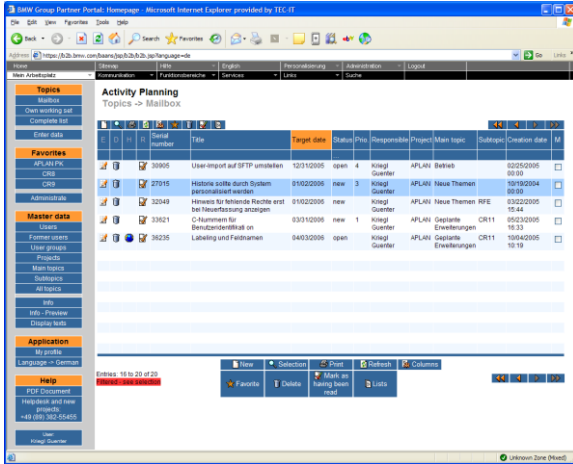 BMW Group Partner Portal: Homepage - Microsoft Internet Explorer provided by TEC-IT
File Edit View Favorites Tools Help
Back Search Favorites
Address https://b2b.bmw.com/baans/jsp/b2b/b2b.jsp?language=de Go Links
Home Sitemap Hilfe English Personalisierung Administration Logout
Mein Arbeitsplatz Kommunikation Funktionsbereiche Services Links Suche
Topics
Mailbox
Own working set
Complete list
Enter data
Favorites
APLAN PK
CR8
CR9
Administrate
Master data
Users
Former users
User groups
Projects
Main topics
Subtopics
All topics
Info
Info - Preview
Display texts
Application
My profile
Language -> German
Help
PDF Document
Helpdesk and new
projects:
+49 (89) 382-55455
User:
Kriegl Guenter
Activity Planning
Topics -> Mailbox
E D H R Serial number Title Target date Status Prio. Responsible Project Main topic Subtopic Creation date M
30905 User-Import auf SFTP umstellen 12/31/2005 open 4 Kriegl Guenter APLAN Betrieb 02/25/2005 00:00
27015 Historie sollte durch System personalisiert werden 01/02/2006 new 3 Kriegl Guenter APLAN Neue Themen 10/19/2004 00:00
32049 Hinweis für fehlende Rechte erst bei Neuerfassung anzeigen 01/02/2006 new Kriegl Guenter APLAN Neue Themen RFE 03/22/2005 15:44
33621 C-Nummern für Benutzeridentifikation 03/31/2006 new 1 Kriegl Guenter APLAN Geplante Erweiterungen CR11 05/23/2005 16:33
36235 Labeling und Feldnamen 04/03/2006 open Kriegl Guenter APLAN Geplante Erweiterungen CR11 10/04/2005 10:19
New Selection Print Refresh Columns
Entries: 16 to 20 of 20
Filtered - see selection
Favorite Delete Mark as having been read Lists
Unknown Zone (Mixed)